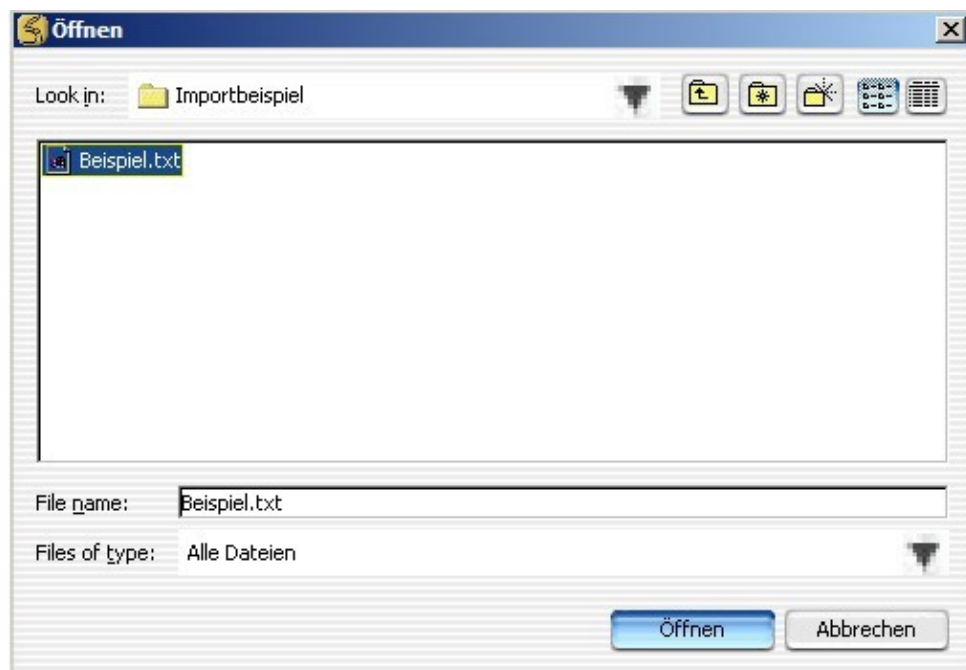 Öffnen
Look in: Importbeispiel
Beispiel.txt
File name: Beispiel.txt
Files of type: Alle Dateien
Öffnen Abbrechen